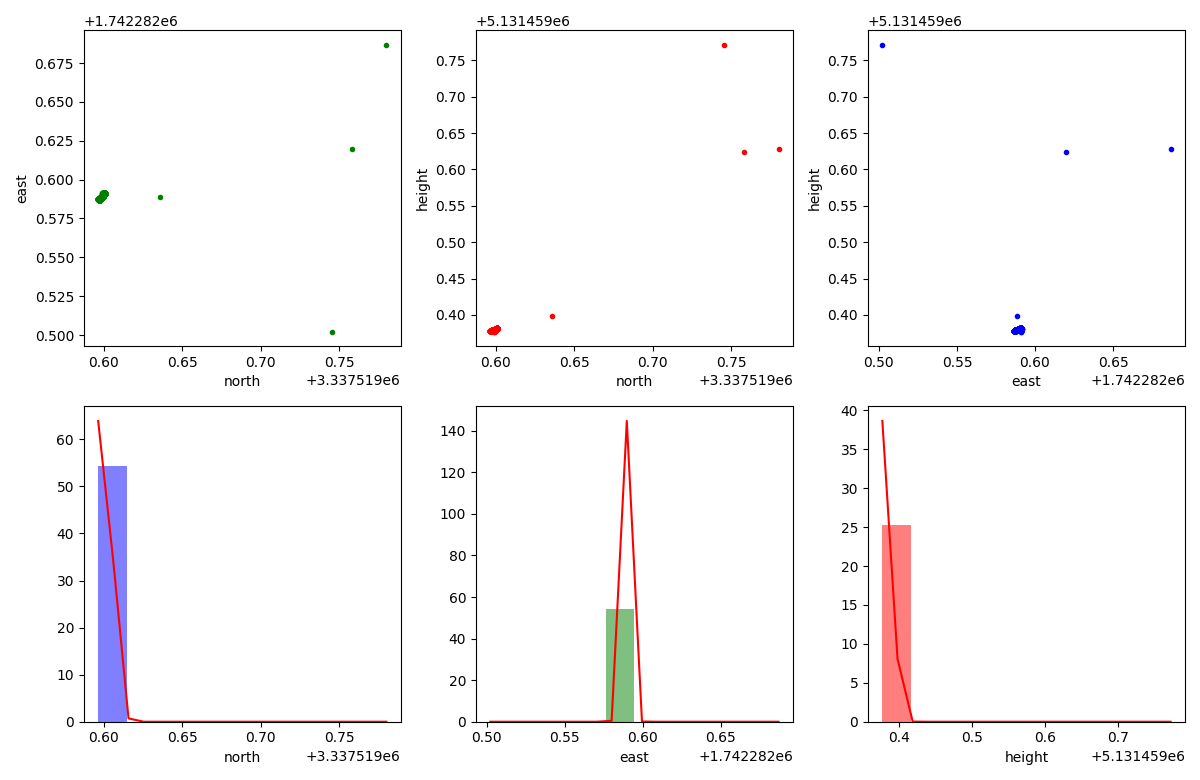 +1.742282e6
0.675
0.650
0.625
0.600
0.575
0.550
0.525
0.500
east
0.60 0.65 0.70 0.75
north +3.337519e6
+5.131459e6
0.75
0.70
0.65
0.60
0.55
0.50
0.45
0.40
height
0.60 0.65 0.70 0.75
north +3.337519e6
+5.131459e6
0.75
0.70
0.65
0.60
0.55
0.50
0.45
0.40
height
0.50 0.55 0.60 0.65
east +1.742282e6
60
50
40
30
20
10
0
0.60 0.65 0.70 0.75
north +3.337519e6
140
120
100
80
60
40
20
0
0.50 0.55 0.60 0.65
east +1.742282e6
40
35
30
25
20
15
10
5
0
0.4 0.5 0.6 0.7
height +5.131459e6